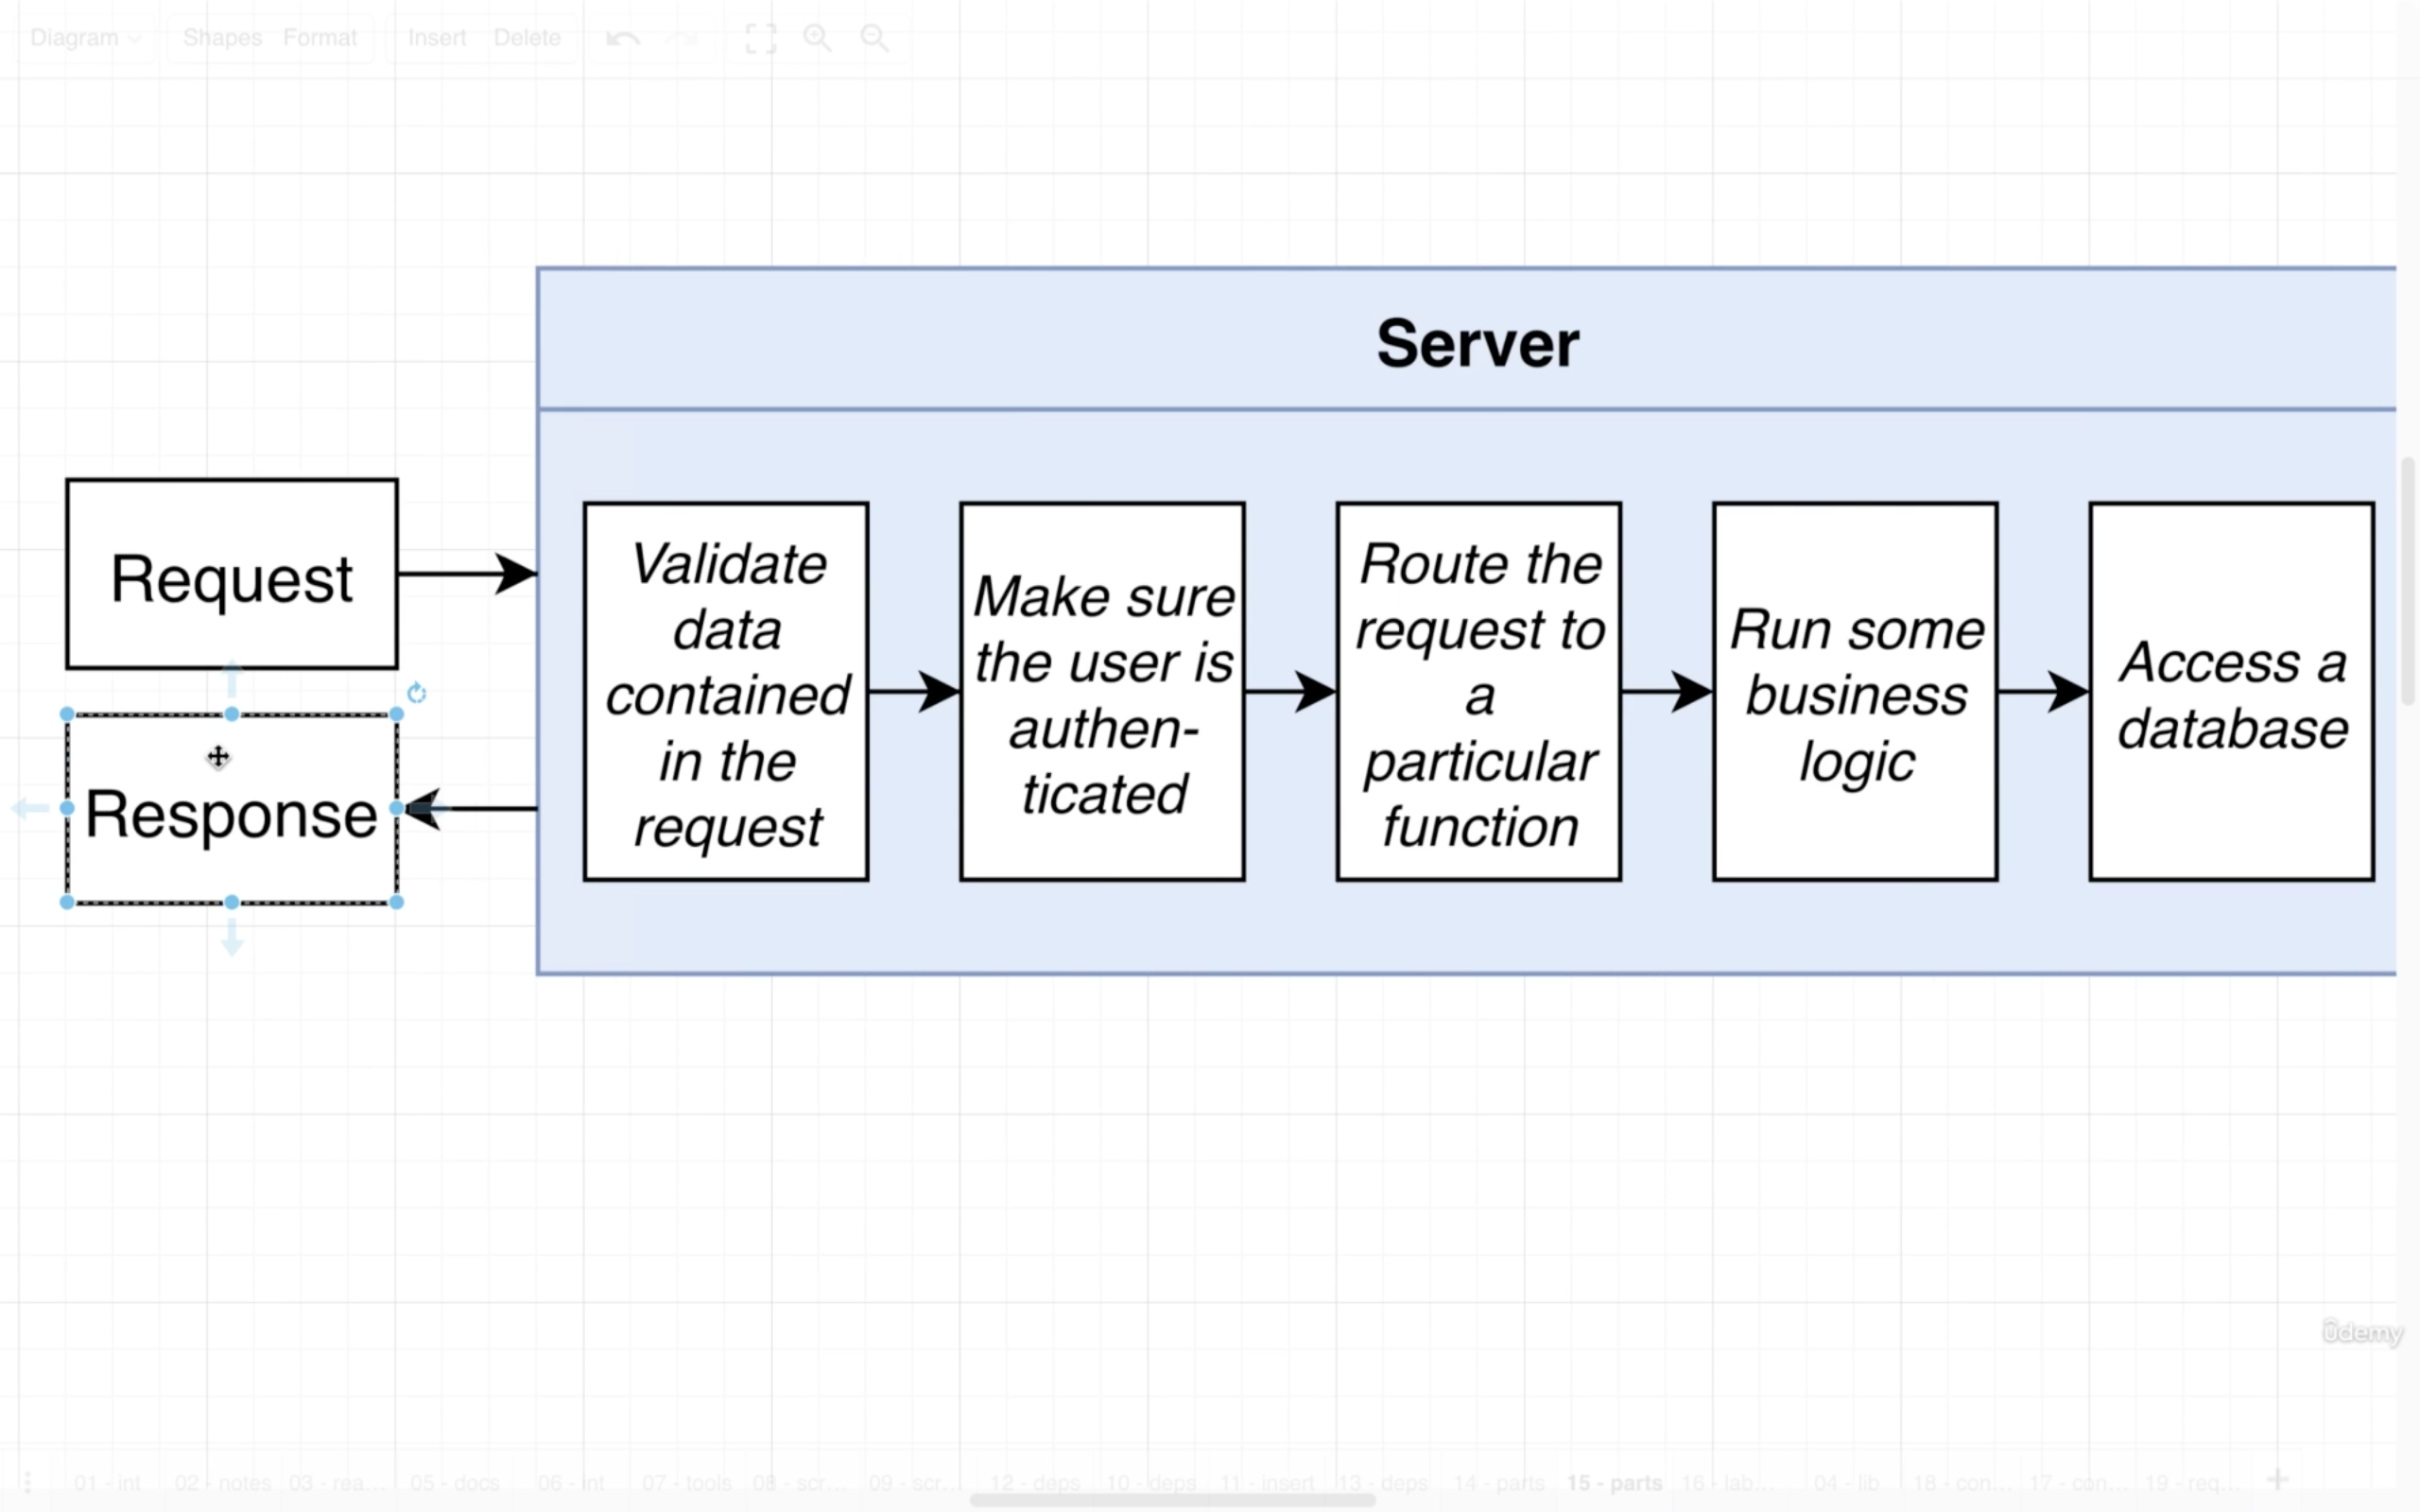 Diagram
Shapes Format
Insert Delete
Server
Request
Response
Validate
data
contained
in the
request
Make sure
the user is
authen-
ticated
Route the
request to
a
particular
function
Run some
business
logic
Access a
database
ûdemy
01 - int 02 - notes 03 - rea... 05 - docs 06 - int 07 - tools 08 - scr... 09 - scr... 12 - deps 10 - deps 11 - insert 13 - deps 14 - parts 15 - parts 16 - lab... 04 - lib 18 - con... 17 - con... 19 - req...